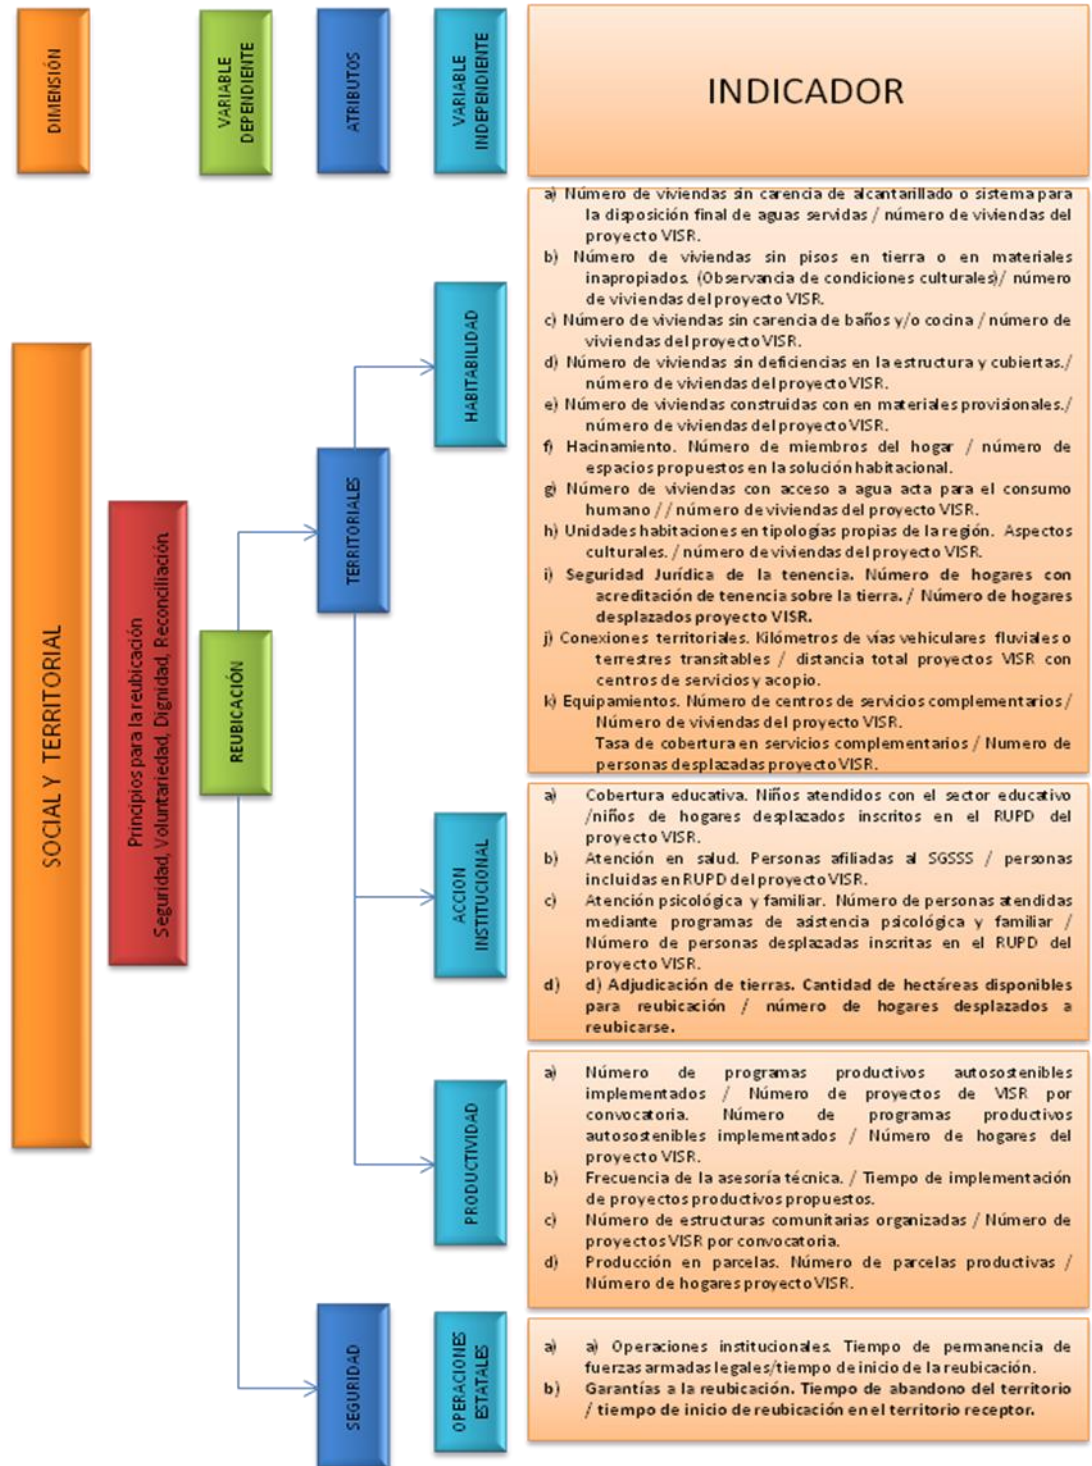 DIMENSIÓN
VARIABLE
DEPENDIENTE
ATRIBUTOS
VARIABLE
INDEPENDIENTE
INDICADOR
SOCIAL Y TERRITORIAL
Principios para la reubicación
Seguridad, Voluntariedad, Dignidad, Reconciliación.
REUBICACIÓN
TERRITORIALES
HABITABILIDAD
a) Número de viviendas sin carencia de alcantarillado o sistema para
la disposición final de aguas servidas / número de viviendas del
proyecto VISR.
b) Número de viviendas sin pisos en tierra o en materiales
inapropiados. (Observancia de condiciones culturales)/ número
de viviendas del proyecto VISR.
c) Número de viviendas sin carencia de baños y/o cocina / número de
viviendas del proyecto VISR.
d) Número de viviendas sin deficiencias en la estructura y cubiertas./
número de viviendas del proyecto VISR.
e) Número de viviendas construidas con en materiales provisionales./
número de viviendas del proyecto VISR.
f) Hacinamiento. Número de miembros del hogar / número de
espacios propuestos en la solución habitacional.
g) Número de viviendas con acceso a agua acta para el consumo
humano // número de viviendas del proyecto VISR.
h) Unidades habitaciones en tipologías propias de la región. Aspectos
culturales. / número de viviendas del proyecto VISR.
i) Seguridad Jurídica de la tenencia. Número de hogares con
acreditación de tenencia sobre la tierra. / Número de hogares
desplazados proyecto VISR.
j) Conexiones territoriales. Kilómetros de vías vehiculares fluviales o
terrestres transitables / distancia total proyectos VISR con
centros de servicios y acopio.
k) Equipamientos. Número de centros de servicios complementarios /
Número de viviendas del proyecto VISR.
Tasa de cobertura en servicios complementarios / Numero de
personas desplazadas proyecto VISR.
ACCION
INSTITUCIONAL
a) Cobertura educativa. Niños atendidos con el sector educativo
/niños de hogares desplazados inscritos en el RUPD del
proyecto VISR.
b) Atención en salud. Personas afiliadas al SGSSS / personas
incluidas en RUPD del proyecto VISR.
c) Atención psicológica y familiar. Número de personas atendidas
mediante programas de asistencia psicológica y familiar /
Número de personas desplazadas inscritas en el RUPD del
proyecto VISR.
d) d) Adjudicación de tierras. Cantidad de hectáreas disponibles
para reubicación / número de hogares desplazados a
reubicarse.
PRODUCTIVIDAD
a) Número de programas productivos autosostenibles
implementados / Número de proyectos de VISR por
convocatoria. Número de programas productivos
autosostenibles implementados / Número de hogares del
proyecto VISR.
b) Frecuencia de la asesoría técnica. / Tiempo de implementación
de proyectos productivos propuestos.
c) Número de estructuras comunitarias organizadas / Número de
proyectos VISR por convocatoria.
d) Producción en parcelas. Número de parcelas productivas /
Número de hogares proyecto VISR.
SEGURIDAD
OPERACIONES
ESTATALES
a) a) Operaciones institucionales. Tiempo de permanencia de
fuerzas armadas legales/tiempo de inicio de la reubicación.
b) Garantías a la reubicación. Tiempo de abandono del territorio
/ tiempo de inicio de reubicación en el territorio receptor.